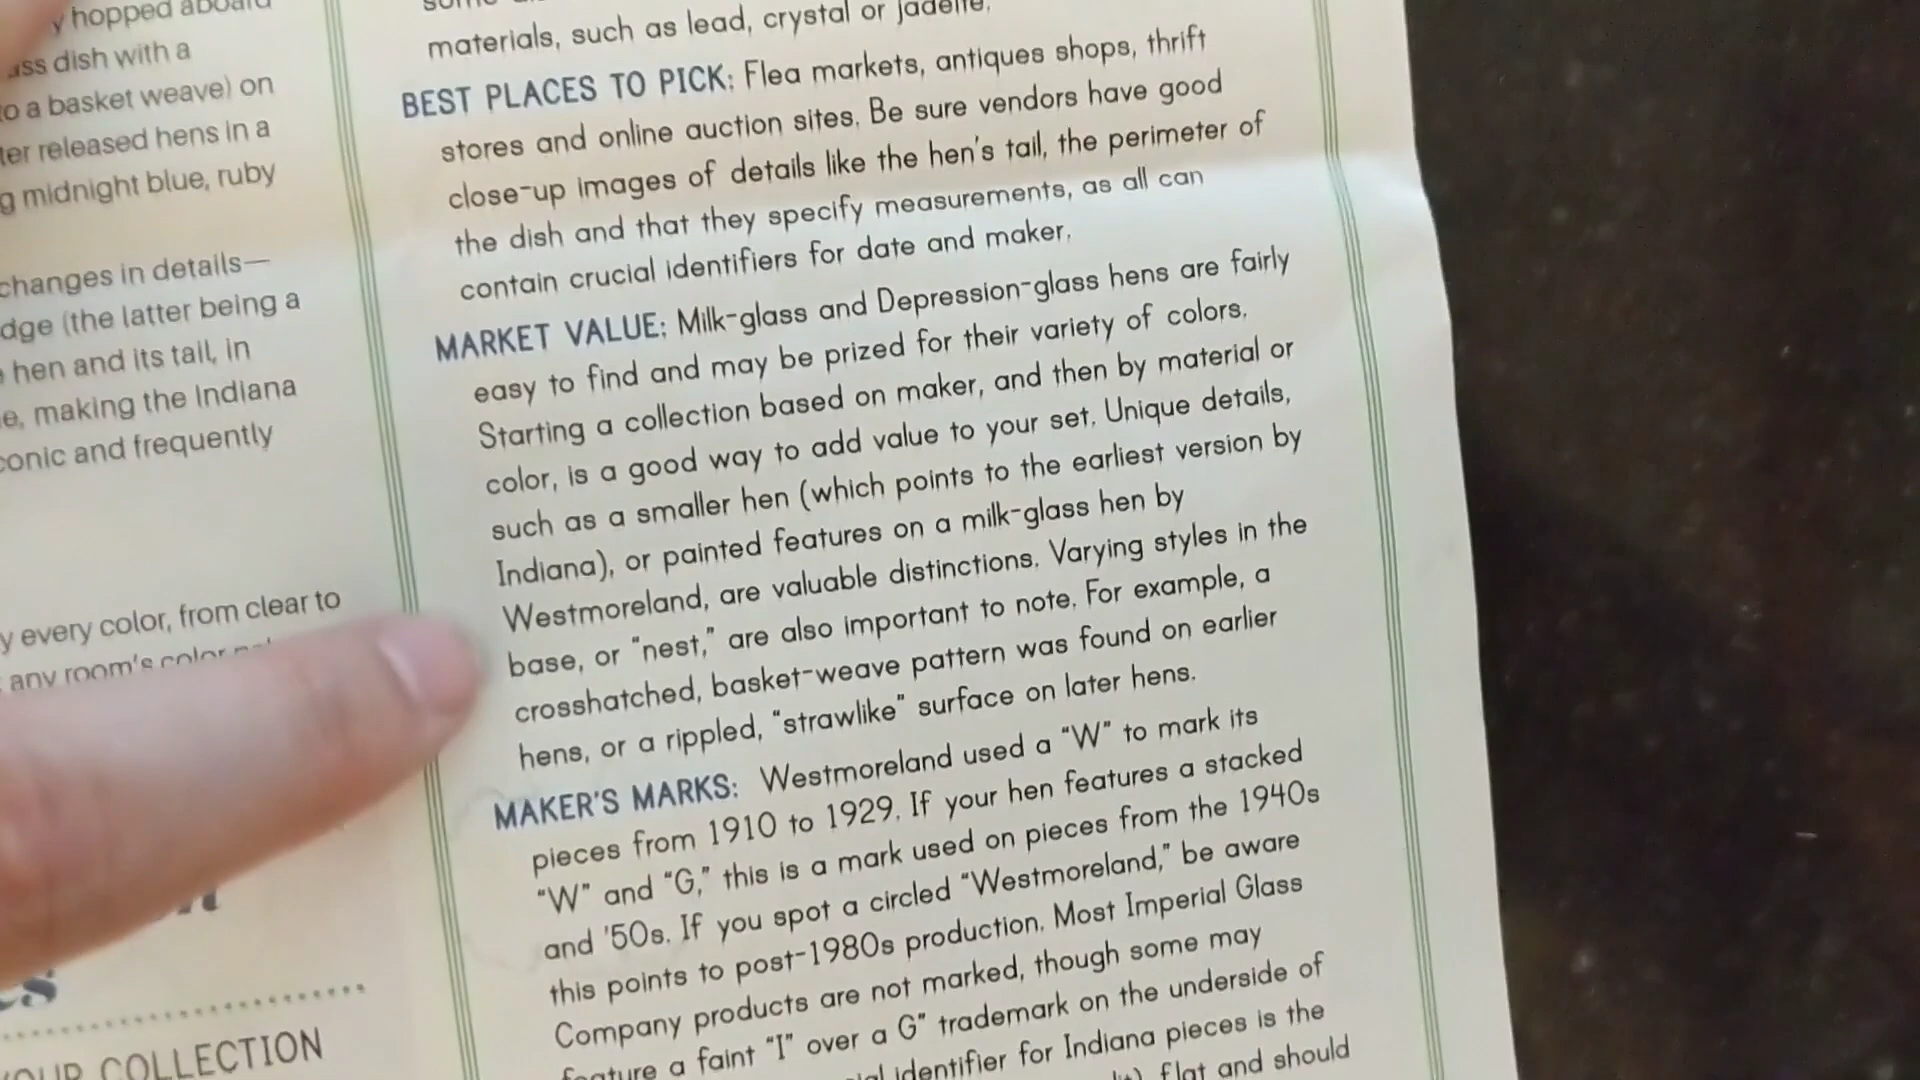 hopped aboard
dish with a
to a basket weave) on
released hens in a
midnight blue, ruby
changes in details—
(the latter being a
hen and its tail, in
making the Indiana
and frequently
every color, from clear to
any room's color
COLLECTION
materials, such as lead, crystal or jadeite.
BEST PLACES TO PICK: Flea markets, antiques shops, thrift
stores and online auction sites. Be sure vendors have good
close-up images of details like the hen's tail, the perimeter of
the dish and that they specify measurements, as all can
contain crucial identifiers for date and maker.
MARKET VALUE: Milk-glass and Depression-glass hens are fairly
easy to find and may be prized for their variety of colors.
Starting a collection based on maker, and then by material or
color, is a good way to add value to your set. Unique details,
such as a smaller hen (which points to the earliest version by
Indiana), or painted features on a milk-glass hen by
Westmoreland, are valuable distinctions. Varying styles in the
base, or "nest," are also important to note. For example, a
crosshatched, basket-weave pattern was found on earlier
hens, or a rippled, "strawlike" surface on later hens.
MAKER'S MARKS: Westmoreland used a "W" to mark its
pieces from 1910 to 1929. If your hen features a stacked
"W" and "G," this is a mark used on pieces from the 1940s
and '50s. If you spot a circled "Westmoreland," be aware
this points to post-1980s production. Most Imperial Glass
Company products are not marked, though some may
feature a faint "I" over a G" trademark on the underside of
identifier for Indiana pieces is the
flat and should